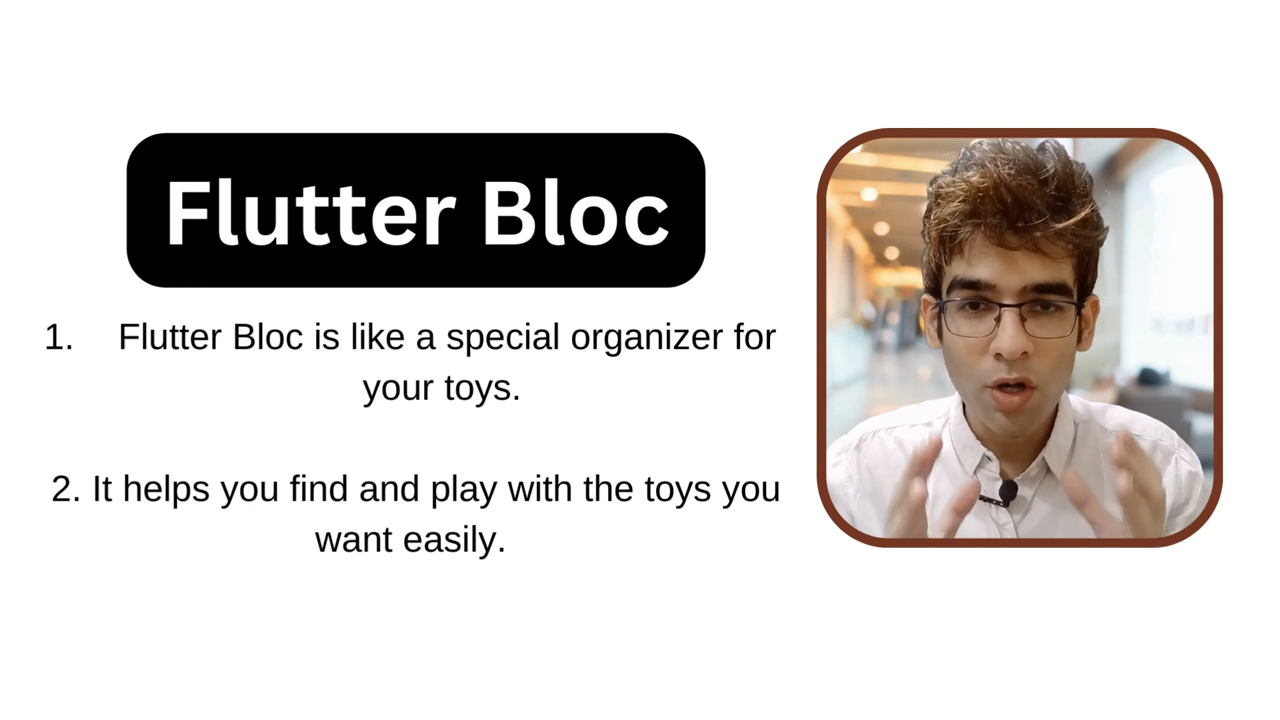 Flutter Bloc
1. Flutter Bloc is like a special organizer for
your toys.
2. It helps you find and play with the toys you
want easily.